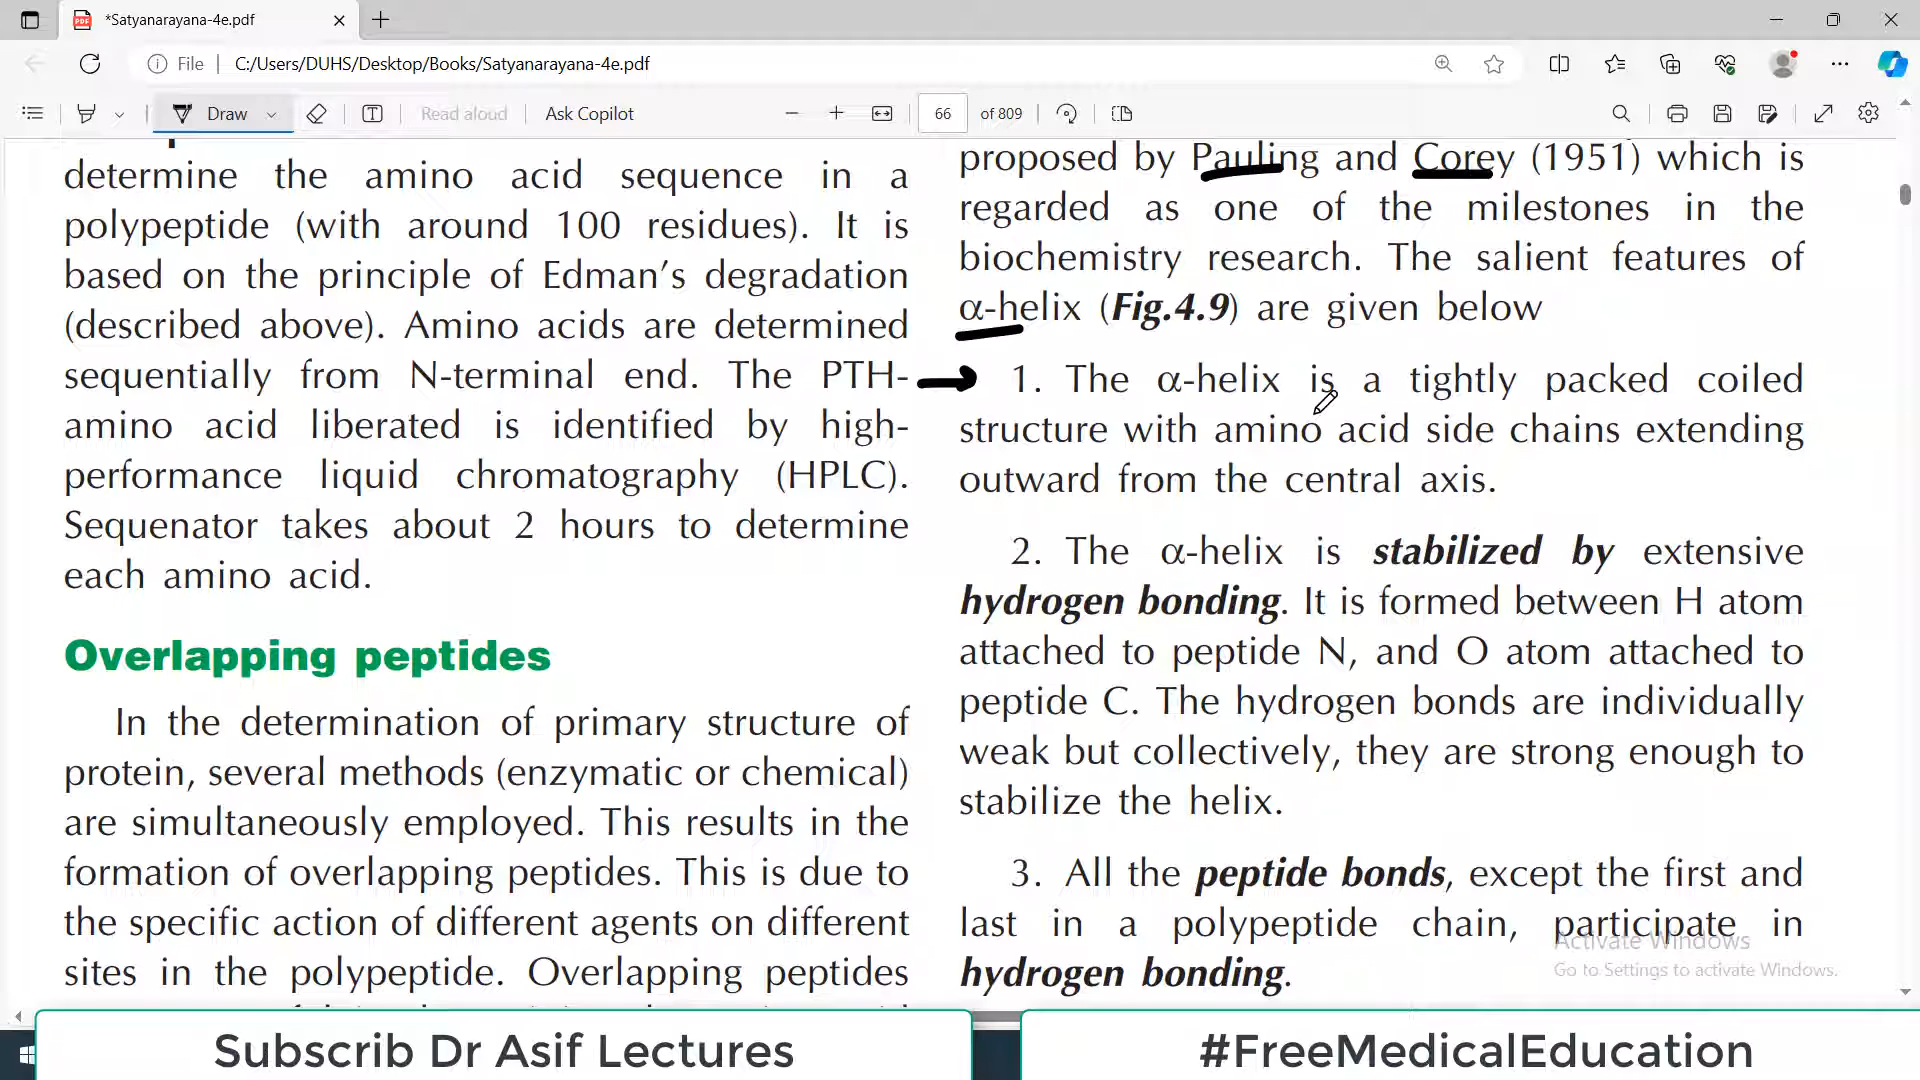 *Satyanarayana-4e.pdf
File
C:/Users/DUHS/Desktop/Books/Satyanarayana-4e.pdf
Draw
Read aloud
Ask Copilot
66
of 809
determine the amino acid sequence in a
polypeptide (with around 100 residues). It is
based on the principle of Edman's degradation
(described above). Amino acids are determined
sequentially from N-terminal end. The PTH-
amino acid liberated is identified by high-
performance liquid chromatography (HPLC).
Sequenator takes about 2 hours to determine
each amino acid.
Overlapping peptides
In the determination of primary structure of
protein, several methods (enzymatic or chemical)
are simultaneously employed. This results in the
formation of overlapping peptides. This is due to
the specific action of different agents on different
sites in the polypeptide. Overlapping peptides
proposed by Pauling and Corey (1951) which is
regarded as one of the milestones in the
biochemistry research. The salient features of
α-helix (Fig.4.9) are given below
1. The α-helix is a tightly packed coiled
structure with amino acid side chains extending
outward from the central axis.
2. The α-helix is stabilized by extensive
hydrogen bonding. It is formed between H atom
attached to peptide N, and O atom attached to
peptide C. The hydrogen bonds are individually
weak but collectively, they are strong enough to
stabilize the helix.
3. All the peptide bonds, except the first and
last in a polypeptide chain, participate in
hydrogen bonding.
Activate Windows
Go to Settings to activate Windows.
Subscrib Dr Asif Lectures
#FreeMedicalEducation